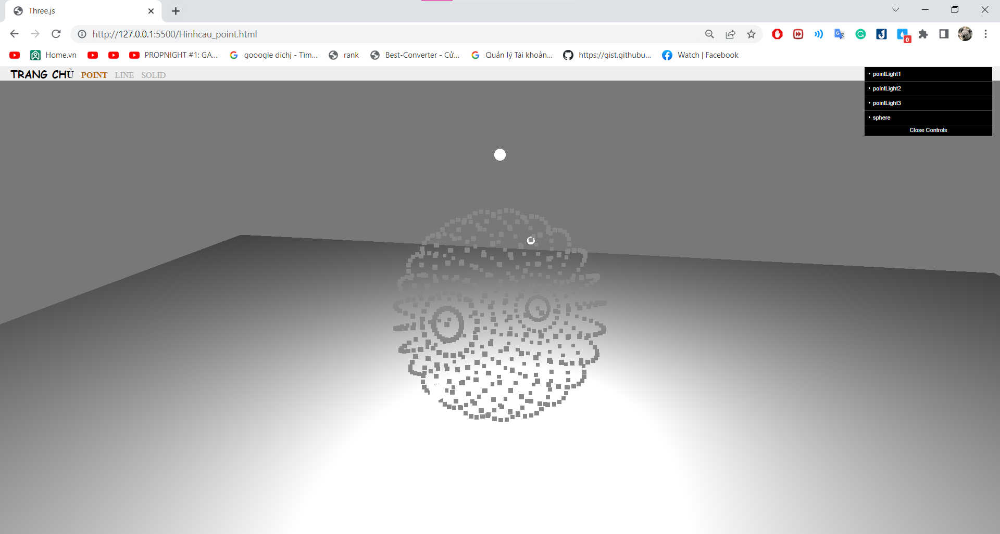 Three.js
http://127.0.0.1:5500/Hinhcau_point.html
0
Home.vn PROPNIGHT #1: GA... gooogle dichj - Tìm... rank Best-Converter - Cử... Quản lý Tài khoản... https://gist.githubu... Watch | Facebook
TRANG CHỦ POINT LINE SOLID
pointLight1
pointLight2
pointLight3
sphere
Close Controls